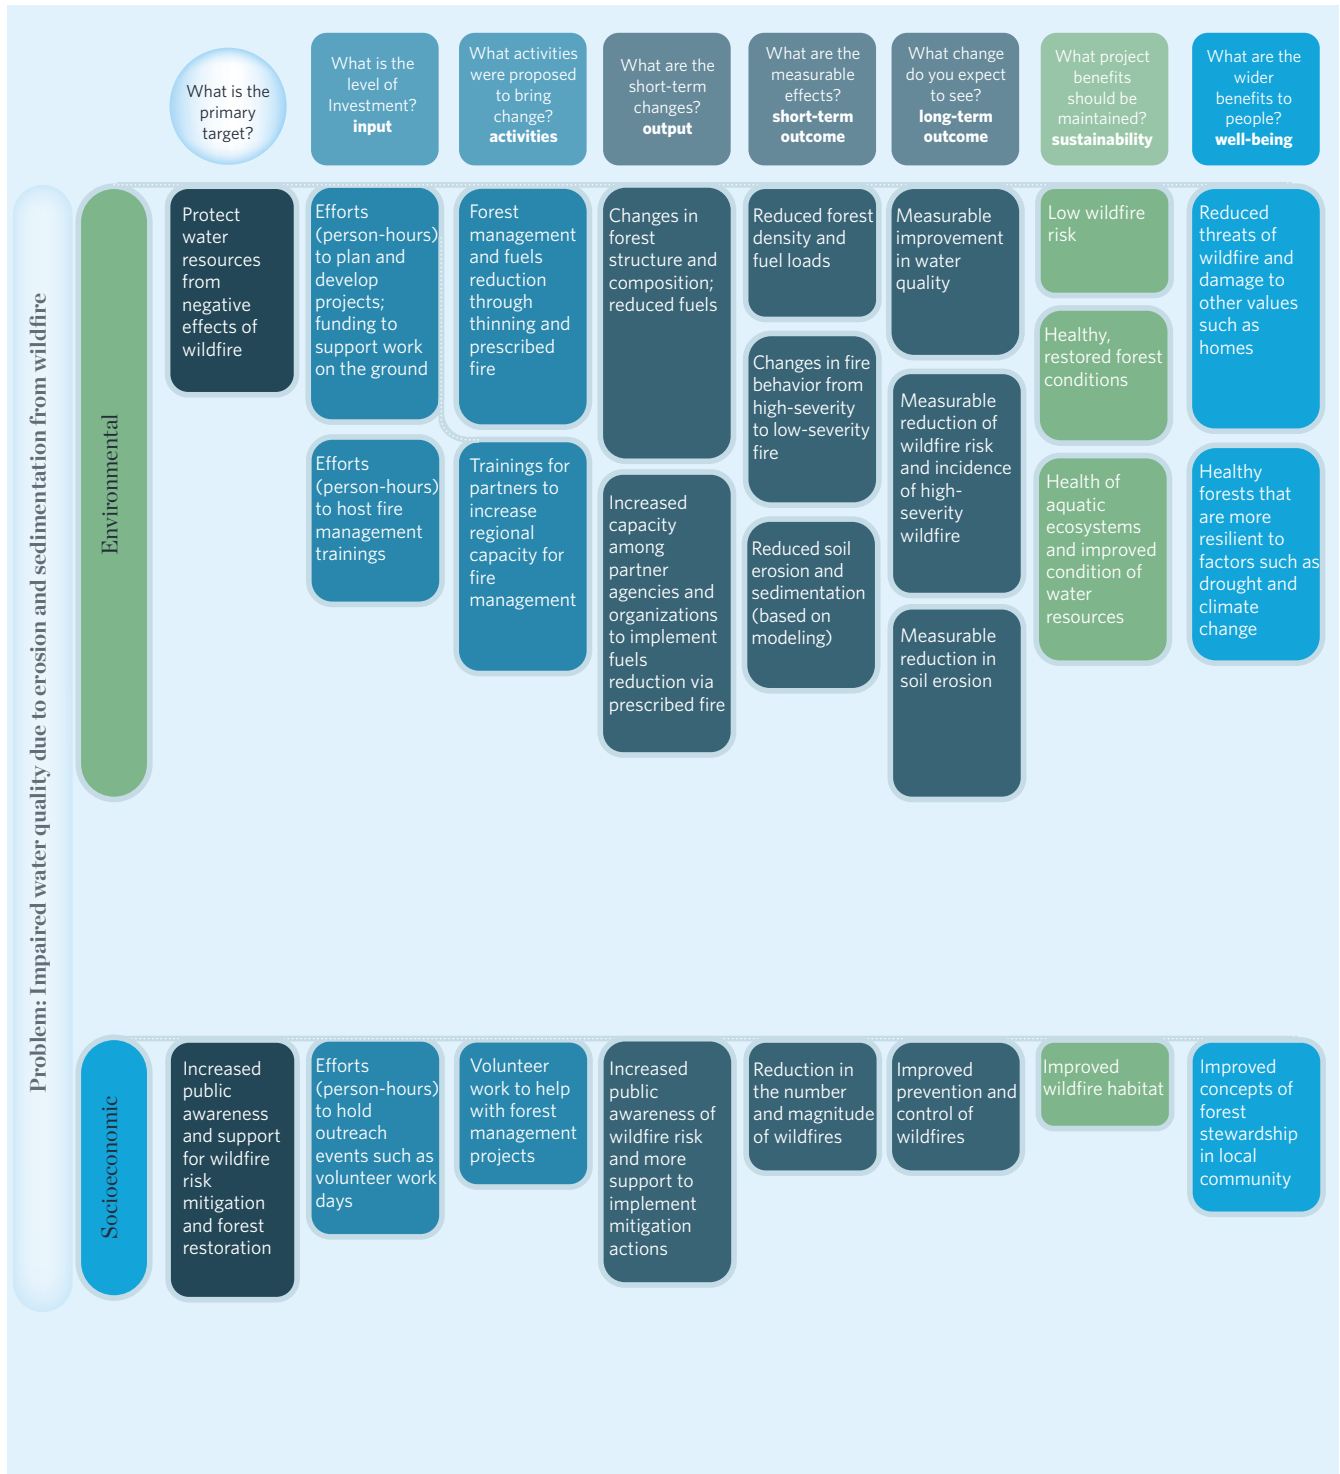 What is the
primary
target?
What is the
level of
Investment?
input
What activities
were proposed
to bring
change?
activities
What are the
short-term
changes?
output
What are the
measurable
effects?
short-term
outcome
What change
do you expect
to see?
long-term
outcome
What project
benefits
should be
maintained?
sustainability
What are the
wider
benefits to
people?
well-being
Problem: Impaired water quality due to erosion and sedimentation from wildfire
Environmental
Protect
water
resources
from
negative
effects of
wildfire
Efforts
(person-hours)
to plan and
develop
projects;
funding to
support work
on the ground
Efforts
(person-hours)
to host fire
management
trainings
Forest
management
and fuels
reduction
through
thinning and
prescribed
fire
Trainings for
partners to
increase
regional
capacity for
fire
management
Changes in
forest
structure and
composition;
reduced fuels
Increased
capacity
among
partner
agencies and
organizations
to implement
fuels
reduction via
prescribed fire
Reduced forest
density and
fuel loads
Changes in fire
behavior from
high-severity
to low-severity
fire
Reduced soil
erosion and
sedimentation
(based on
modeling)
Measurable
improvement
in water
quality
Measurable
reduction of
wildfire risk
and incidence
of high-
severity
wildfire
Measurable
reduction in
soil erosion
Low wildfire
risk
Healthy,
restored forest
conditions
Health of
aquatic
ecosystems
and improved
condition of
water
resources
Reduced
threats of
wildfire and
damage to
other values
such as
homes
Healthy
forests that
are more
resilient to
factors such as
drought and
climate
change
Socioeconomic
Increased
public
awareness
and support
for wildfire
risk
mitigation
and forest
restoration
Efforts
(person-hours)
to hold
outreach
events such as
volunteer work
days
Volunteer
work to help
with forest
management
projects
Increased
public
awareness of
wildfire risk
and more
support to
implement
mitigation
actions
Reduction in
the number
and magnitude
of wildfires
Improved
prevention and
control of
wildfires
Improved
wildfire habitat
Improved
concepts of
forest
stewardship
in local
community